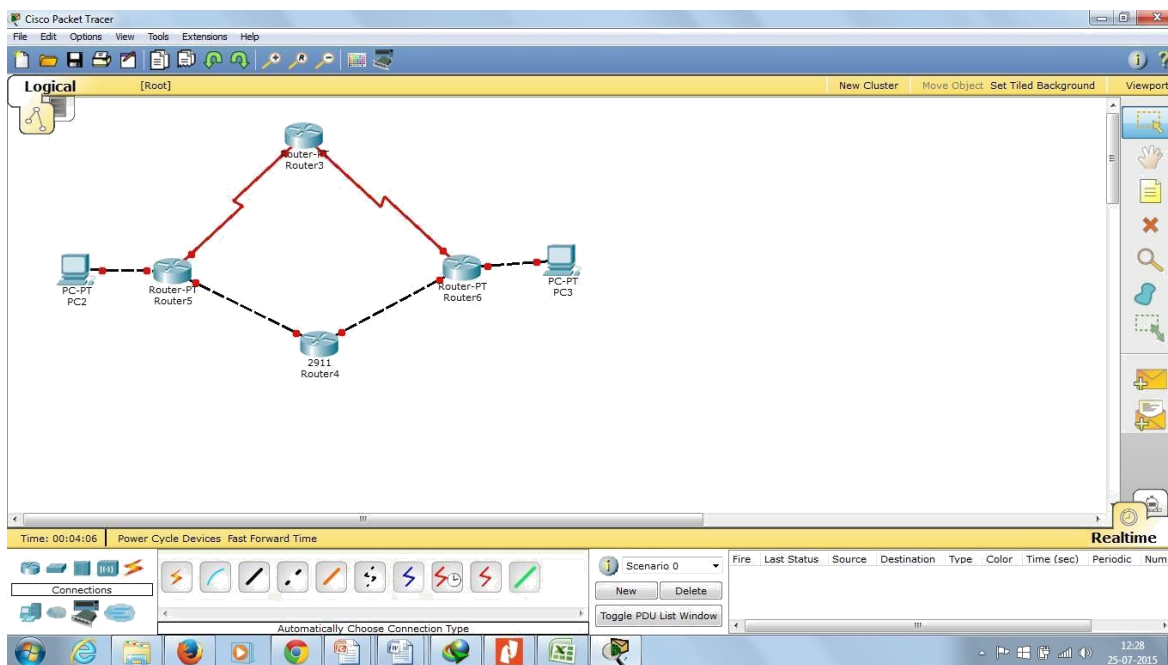 Cisco Packet Tracer
File Edit Options View Tools Extensions Help
Logical [Root] New Cluster Move Object Set Tiled Background Viewport
Router-PT
Router3
PC-PT
PC2
Router-PT
Router5
Router-PT
Router6
PC-PT
PC3
2911
Router4
Time: 00:04:06 Power Cycle Devices Fast Forward Time Realtime
Connections
Automatically Choose Connection Type
Scenario 0
New Delete
Toggle PDU List Window
Fire Last Status Source Destination Type Color Time (sec) Periodic Num
12:28
25-07-2015